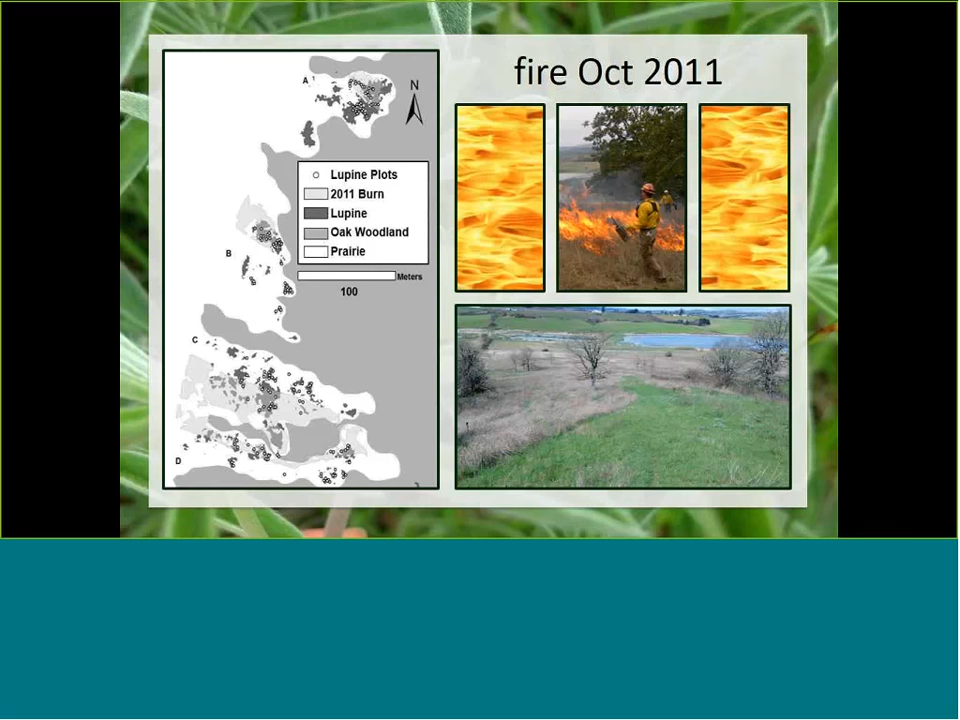 fire Oct 2011
A
N
Lupine Plots
2011 Burn
Lupine
Oak Woodland
Prairie
B
Meters
100
C
D